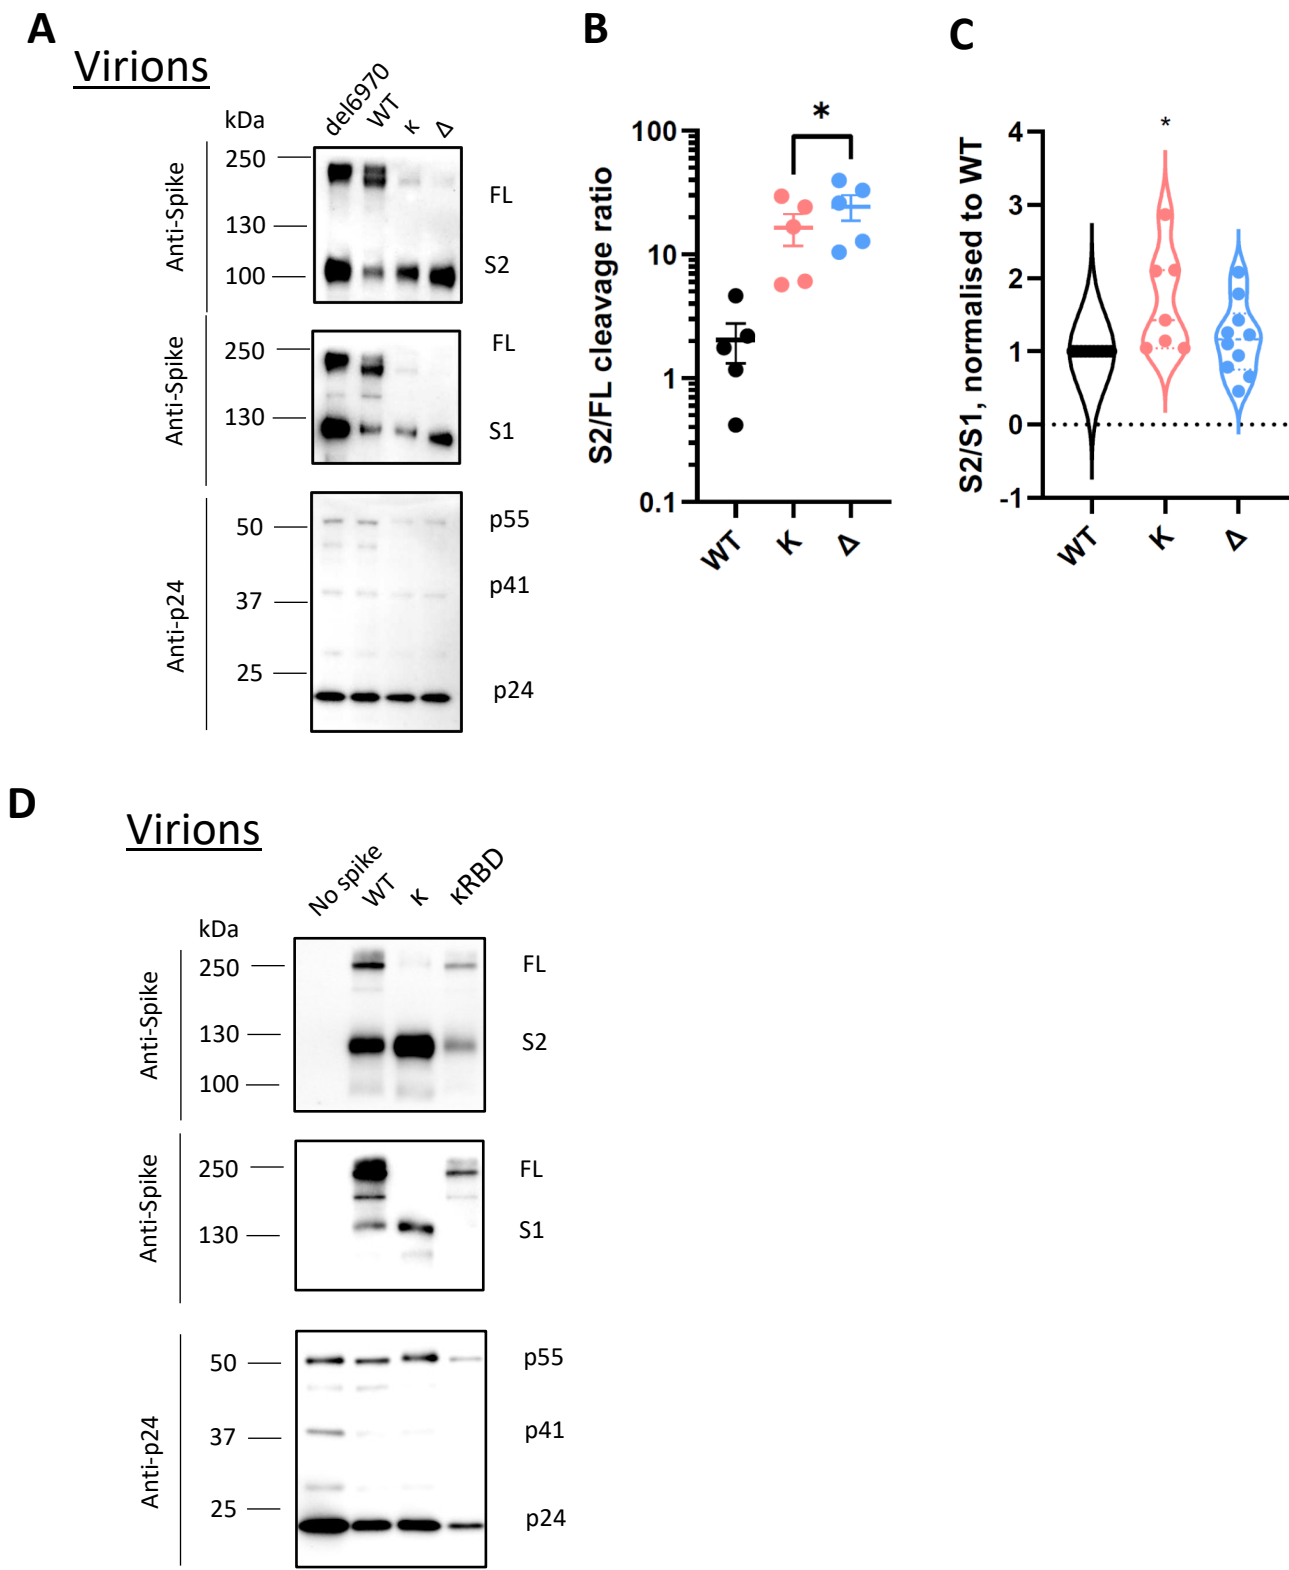 A
Virions
kDa
del6970
WT
κ
Δ
Anti-Spike
250
130
100
FL
S2
Anti-Spike
250
130
FL
S1
Anti-p24
50
37
25
p55
p41
p24
B
S2/FL cleavage ratio
100
10
1
0.1
*
WT
K
Δ
C
S2/S1, normalised to WT
4
3
2
1
0
-1
*
WT
K
Δ
D
Virions
kDa
No spike
WT
κ
κRBD
Anti-Spike
250
130
100
FL
S2
Anti-Spike
250
130
FL
S1
Anti-p24
50
37
25
p55
p41
p24